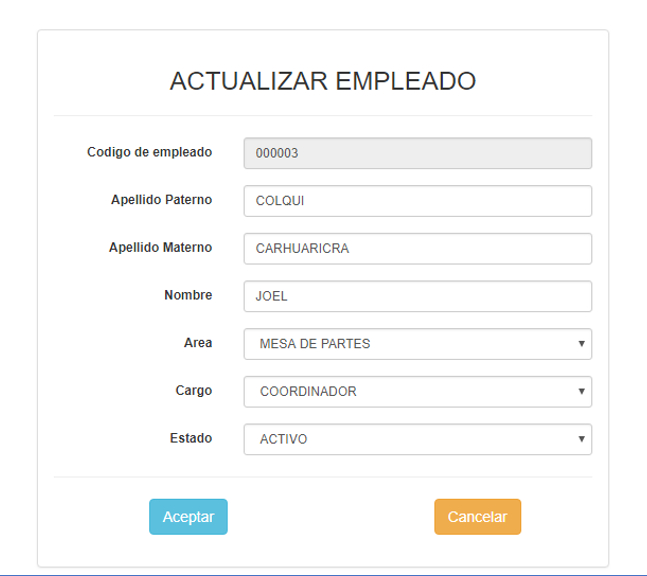 ACTUALIZAR EMPLEADO
Codigo de empleado 000003
Apellido Paterno COLQUI
Apellido Materno CARHUARICRA
Nombre JOEL
Area MESA DE PARTES
Cargo COORDINADOR
Estado ACTIVO
Aceptar Cancelar